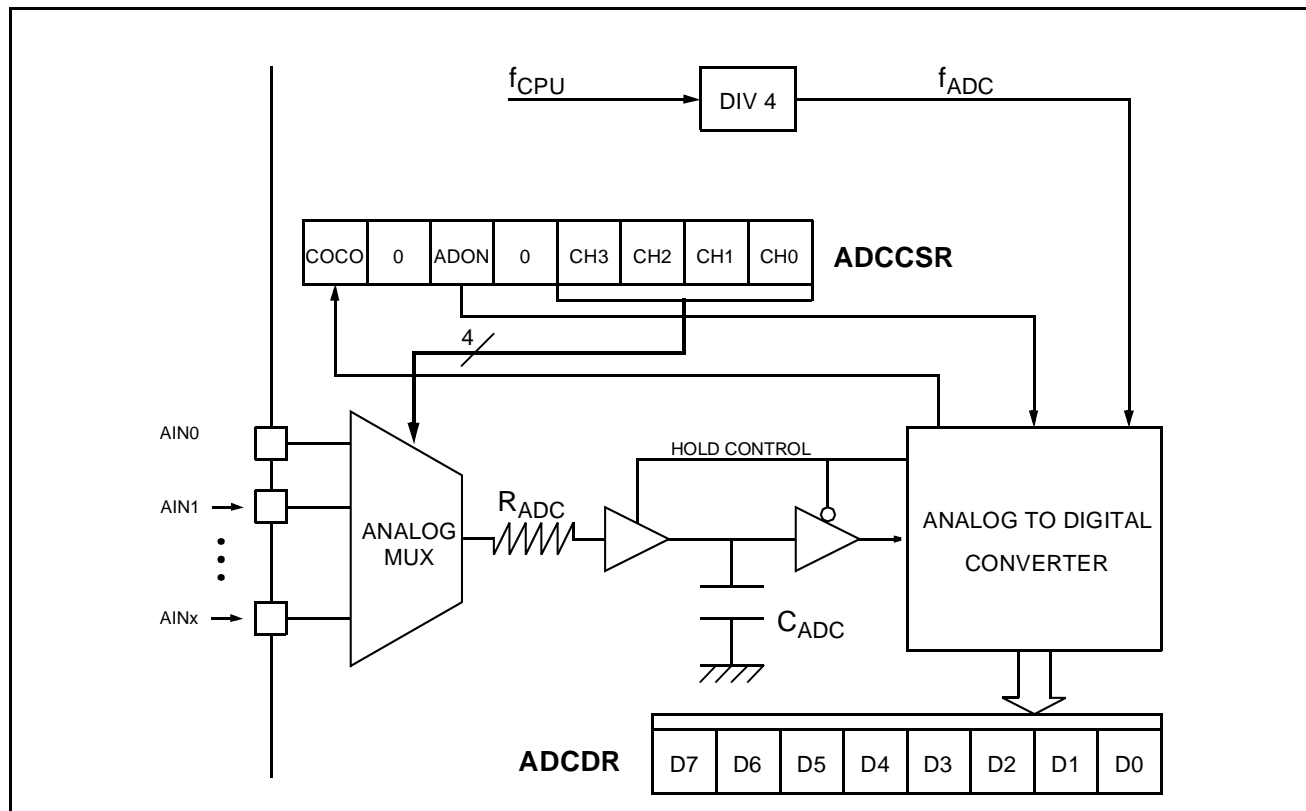 fCPU
DIV 4
fADC
COCO 0 ADON 0 CH3 CH2 CH1 CH0 ADCCSR
4
AIN0
HOLD CONTROL
AIN1
RADC
ANALOG
MUX
ANALOG TO DIGITAL
CONVERTER
AINx
CADC
ADCDR D7 D6 D5 D4 D3 D2 D1 D0